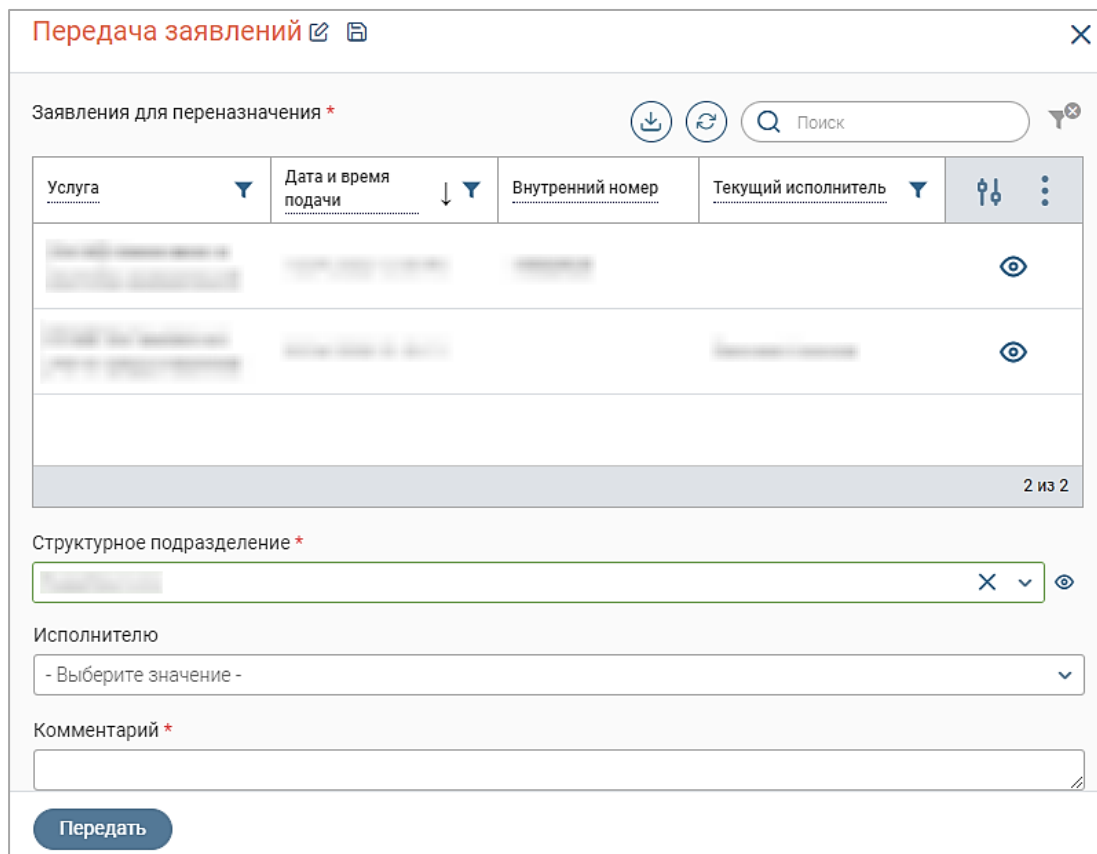 Передача заявлений
Заявления для переназначения *
Поиск
Услуга
Дата и время
подачи
Внутренний номер
Текущий исполнитель
2 из 2
Структурное подразделение *
Исполнителю
- Выберите значение -
Комментарий *
Передать